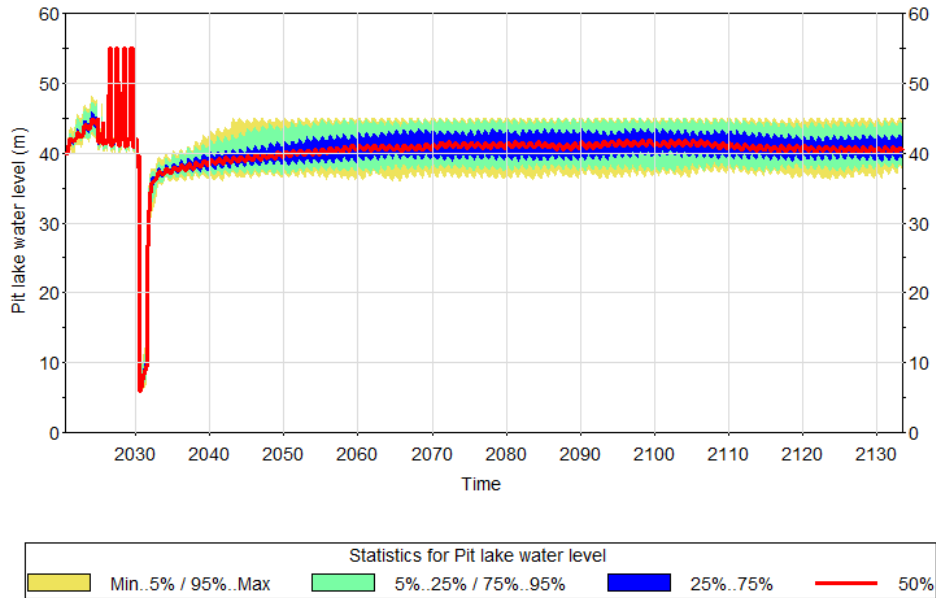 60 60
50 50
40 40
30 30
20 20
10 10
0 0
Pit lake water level (m)
2030 2040 2050 2060 2070 2080 2090 2100 2110 2120 2130
Time
Statistics for Pit lake water level
Min..5% / 95%..Max 5%..25% / 75%..95% 25%..75% 50%